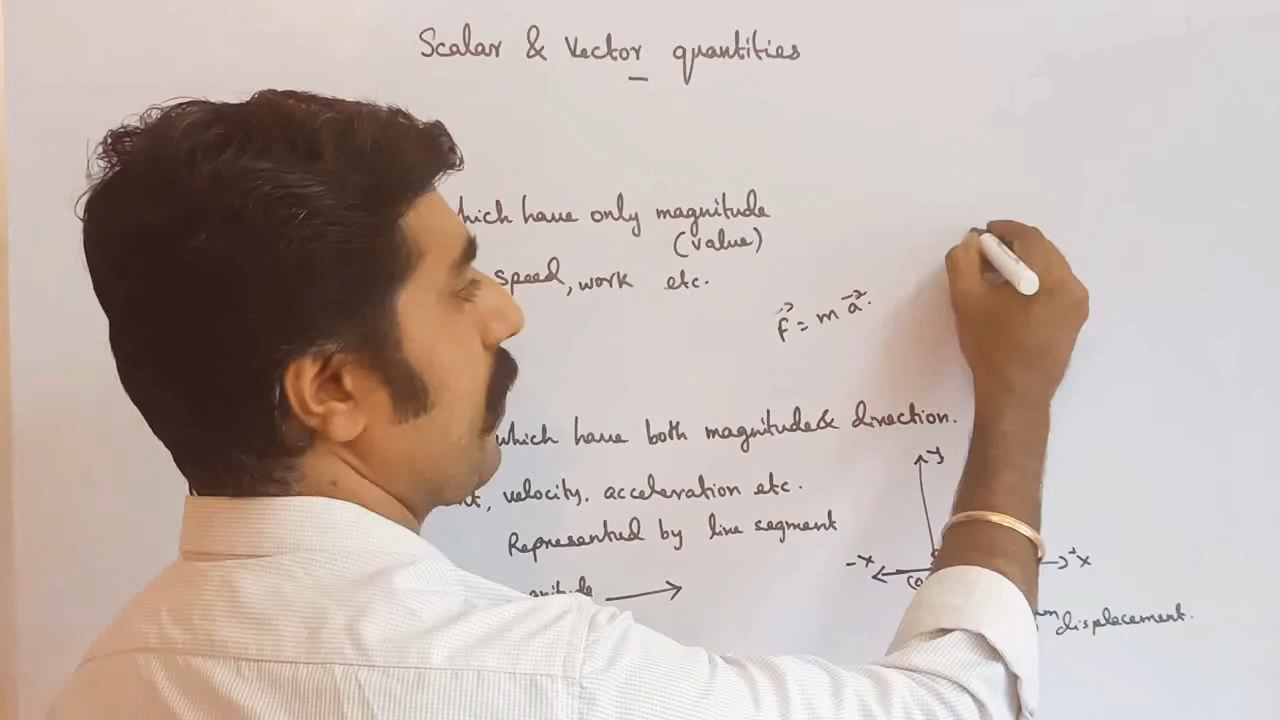 Scalar & Vector quantities
which have only magnitude
(value)
speed, work etc.
F⃗ = m a⃗.
which have both magnitude & direction.
velocity, acceleration etc.
Represented by line segment
y
-x
x
displacement.